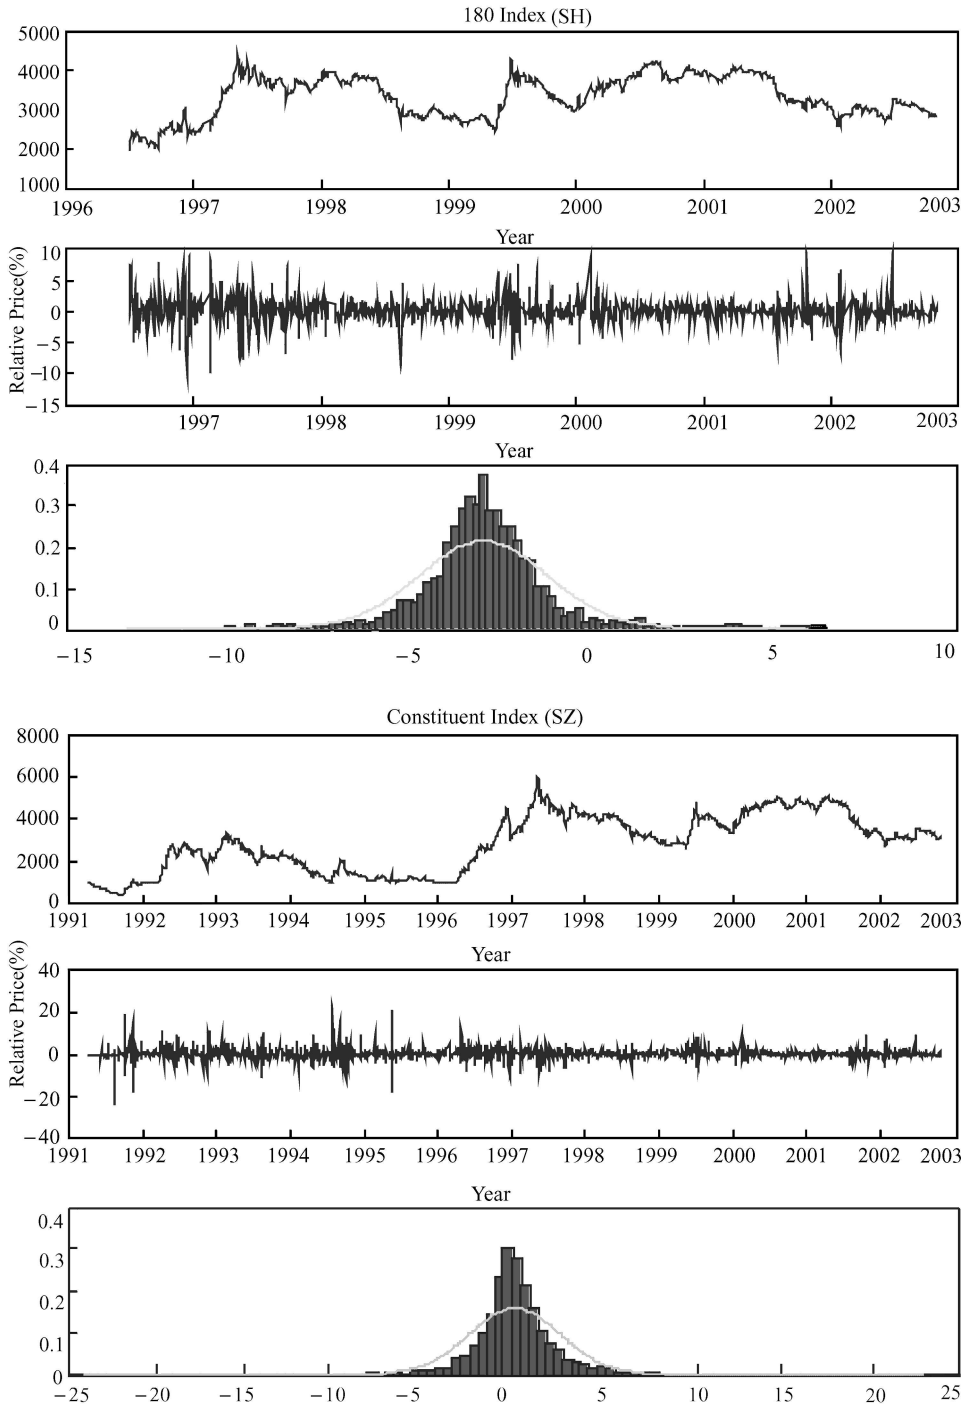 180 Index (SH)
5000
4000
3000
2000
1000
1996 1997 1998 1999 2000 2001 2002 2003
Year
Relative Price(%)
10
5
0
−5
−10
−15
1997 1998 1999 2000 2001 2002 2003
Year
0.4
0.3
0.2
0.1
0
−15 −10 −5 0 5 10
Constituent Index (SZ)
8000
6000
4000
2000
0
1991 1992 1993 1994 1995 1996 1997 1998 1999 2000 2001 2002 2003
Year
Relative Price(%)
40
20
0
−20
−40
1991 1992 1993 1994 1995 1996 1997 1998 1999 2000 2001 2002 2003
Year
0.4
0.3
0.2
0.1
0
−25 −20 −15 −10 −5 0 5 10 15 20 25